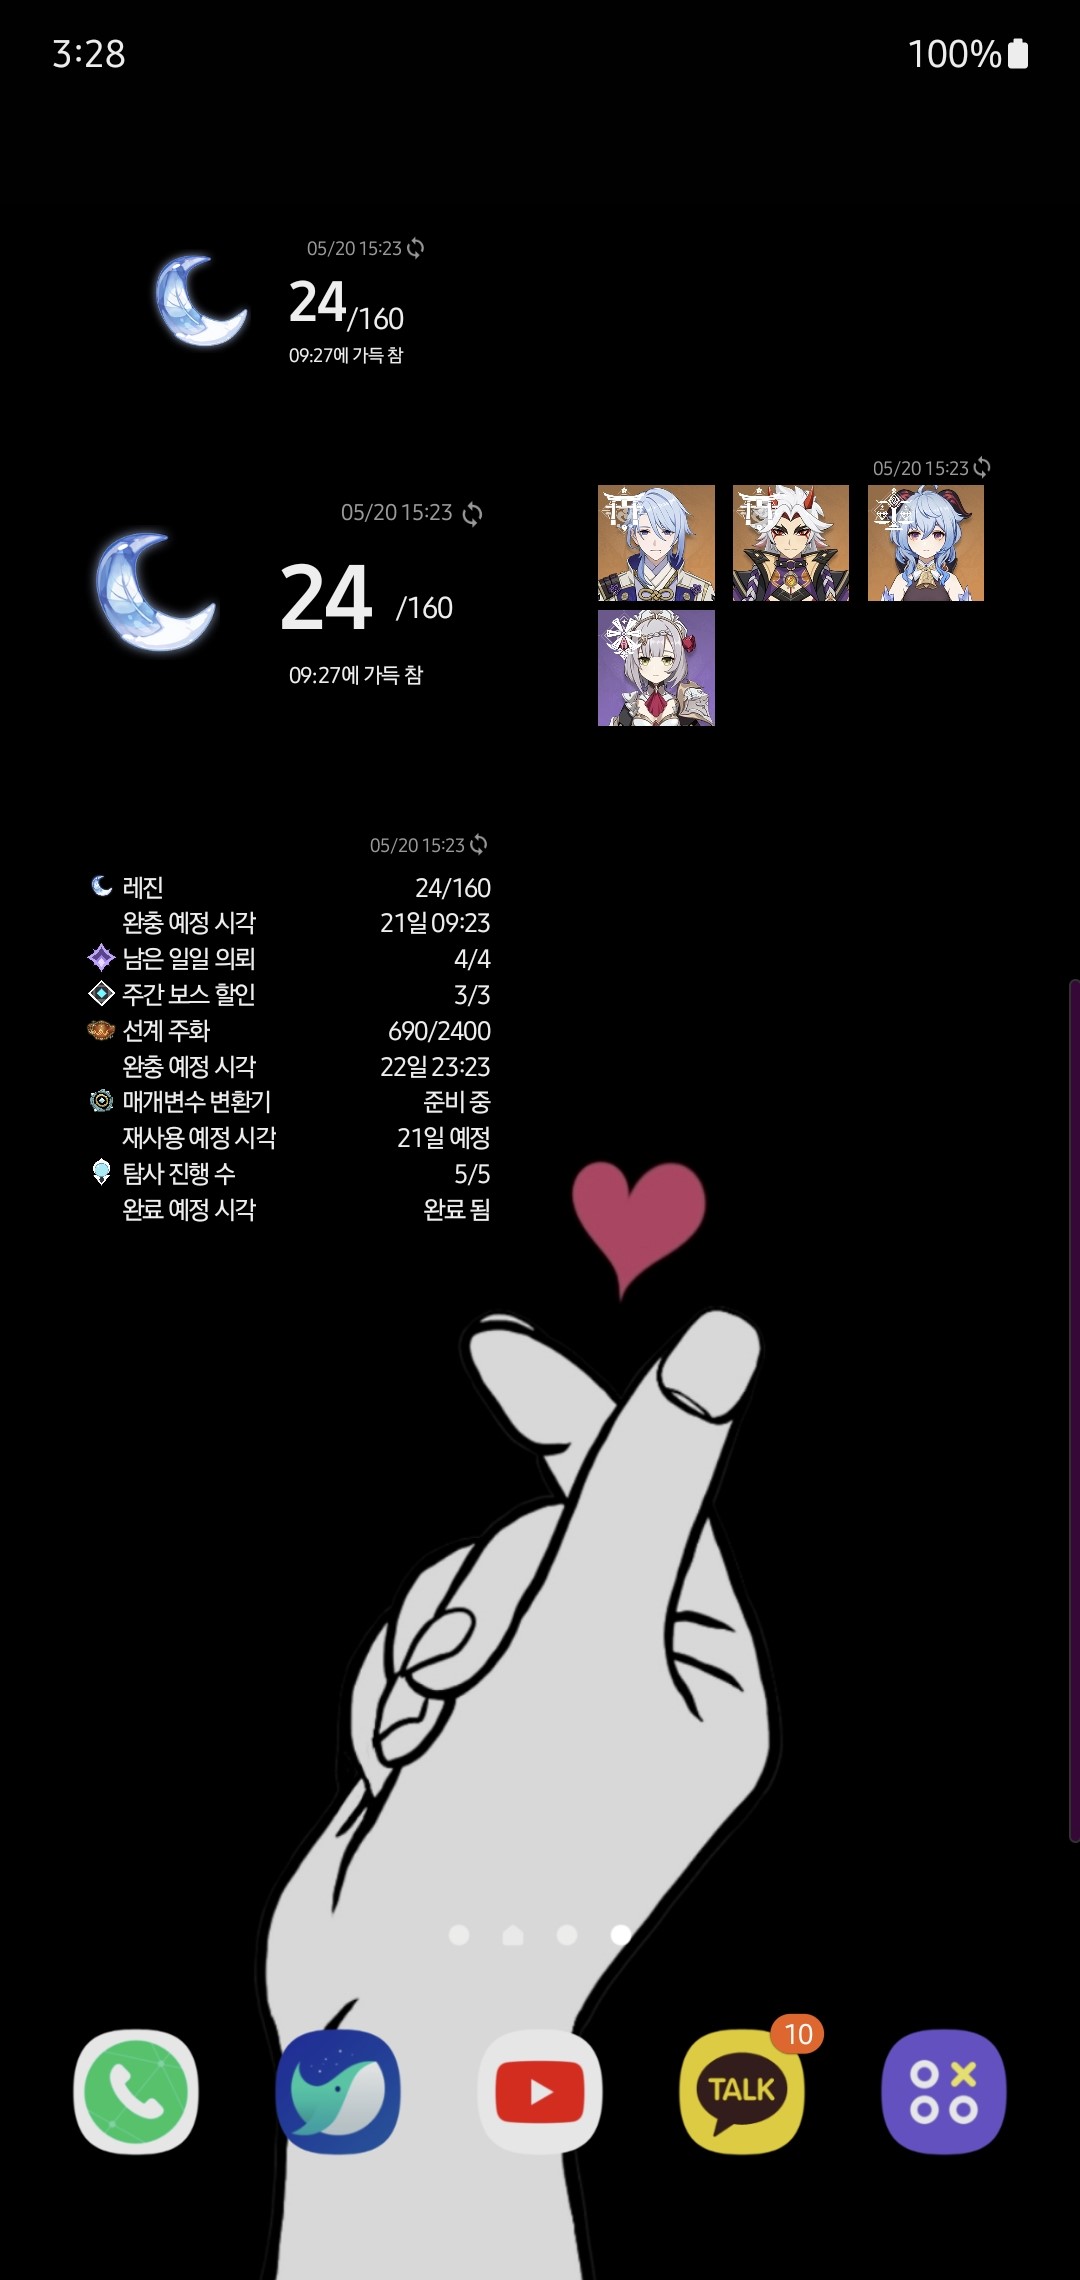 3:28
100%
05/20 15:23
24/160
09:27에 가득 참
05/20 15:23
05/20 15:23
24 /160
09:27에 가득 참
05/20 15:23
레진 24/160
완충 예정 시각 21일 09:23
남은 일일 의뢰 4/4
주간 보스 할인 3/3
선계 주화 690/2400
완충 예정 시각 22일 23:23
매개변수 변환기 준비 중
재사용 예정 시각 21일 예정
탐사 진행 수 5/5
완료 예정 시각 완료 됨
10
TALK